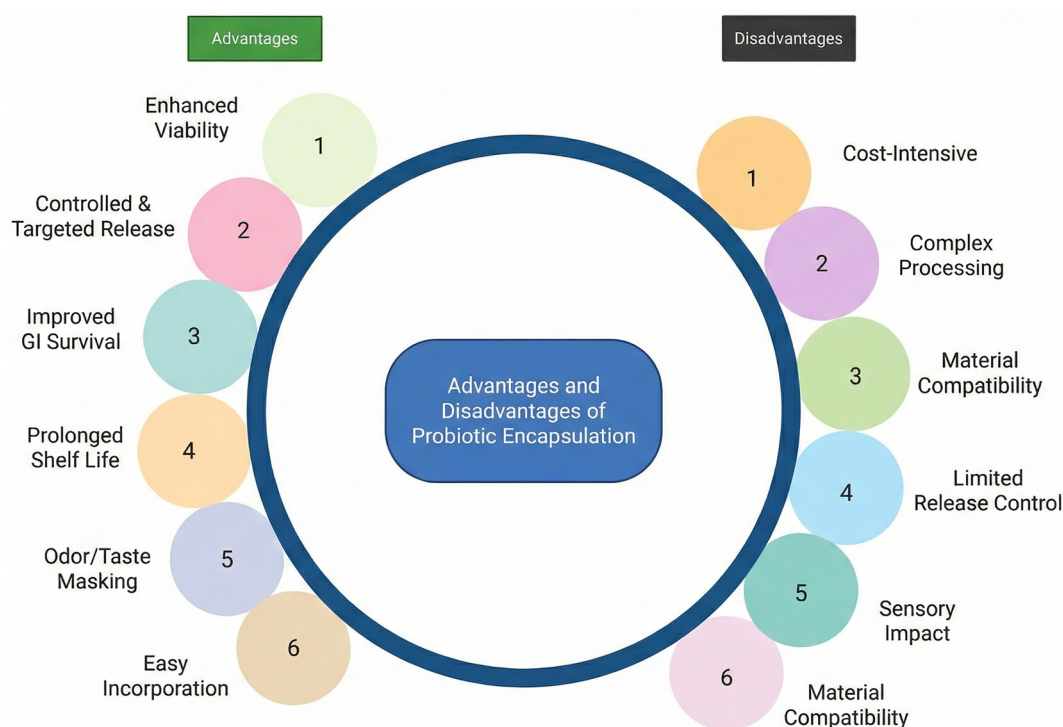 Advantages
Disadvantages
Enhanced
Viability
1
Controlled &
Targeted Release
2
Improved
GI Survival
3
Prolonged
Shelf Life
4
Odor/Taste
Masking
5
Easy
Incorporation
6
Advantages and
Disadvantages of
Probiotic Encapsulation
1
Cost-Intensive
2
Complex
Processing
3
Material
Compatibility
4
Limited
Release Control
5
Sensory
Impact
6
Material
Compatibility